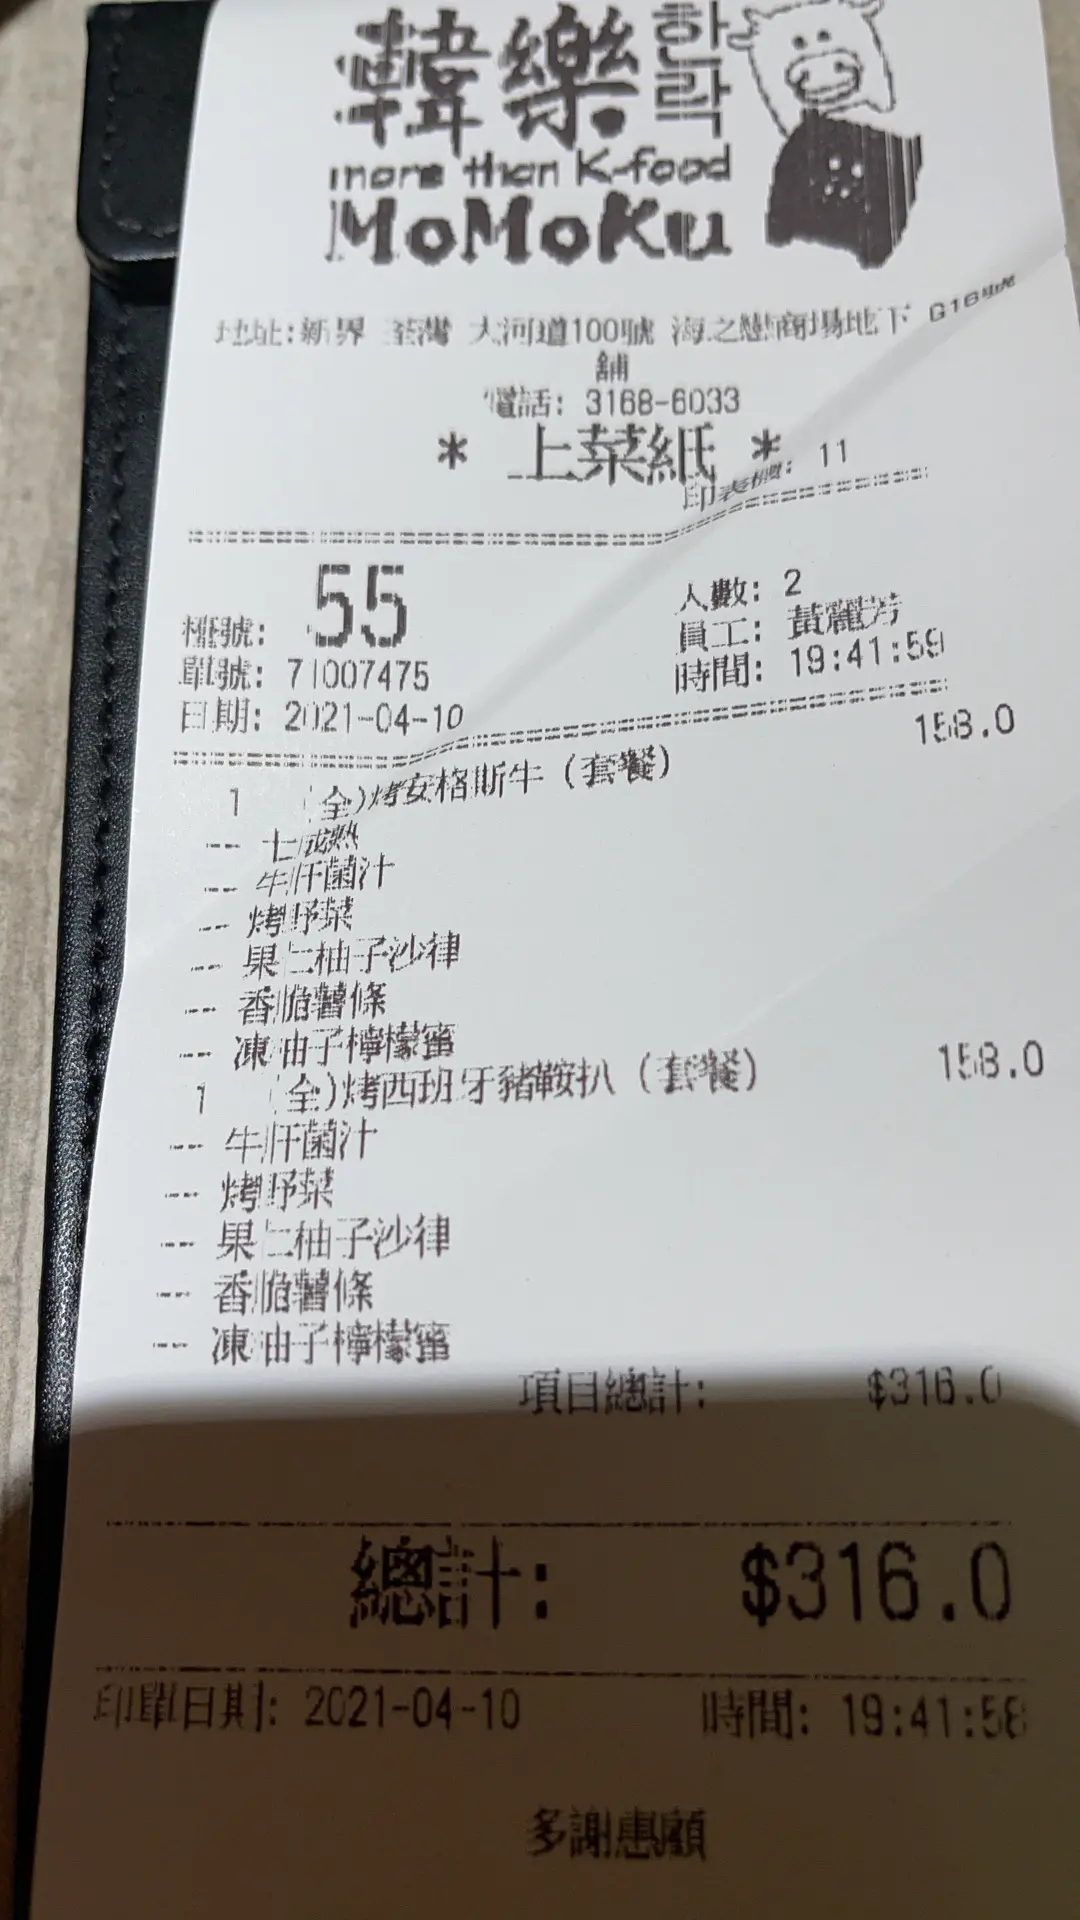 韓樂 한락
more than K-food
MoMoKu
地址:新界 荃灣 大河道100號 海之戀商場地下 G16號
舖
電話: 3168-6033
* 上菜紙 *
印表機: 11
檯號: 55
人數: 2
員工: 黃麗芳
單號: 71007475
時間: 19:41:59
日期: 2021-04-10
1 (全)烤安格斯牛(套餐) 158.0
-- 七成熟
-- 牛肝菌汁
-- 烤野菜
-- 果仁柚子沙律
-- 香脆薯條
-- 凍柚子檸檬蜜
1 (全)烤西班牙豬鞍扒(套餐) 158.0
-- 牛肝菌汁
-- 烤野菜
-- 果仁柚子沙律
-- 香脆薯條
-- 凍柚子檸檬蜜
項目總計: $316.0
總計: $316.0
印單日期: 2021-04-10 時間: 19:41:58
多謝惠顧